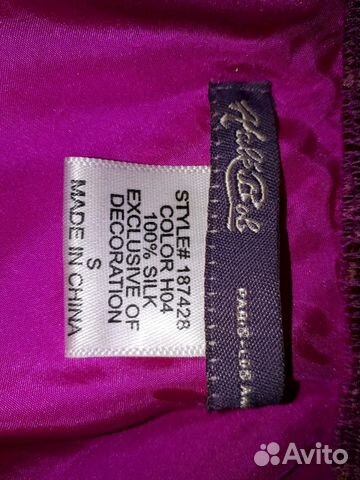 STYLE# 187428
COLOR H04
100% SILK
EXCLUSIVE OF
DECORATION
S
MADE IN CHINA
Avito